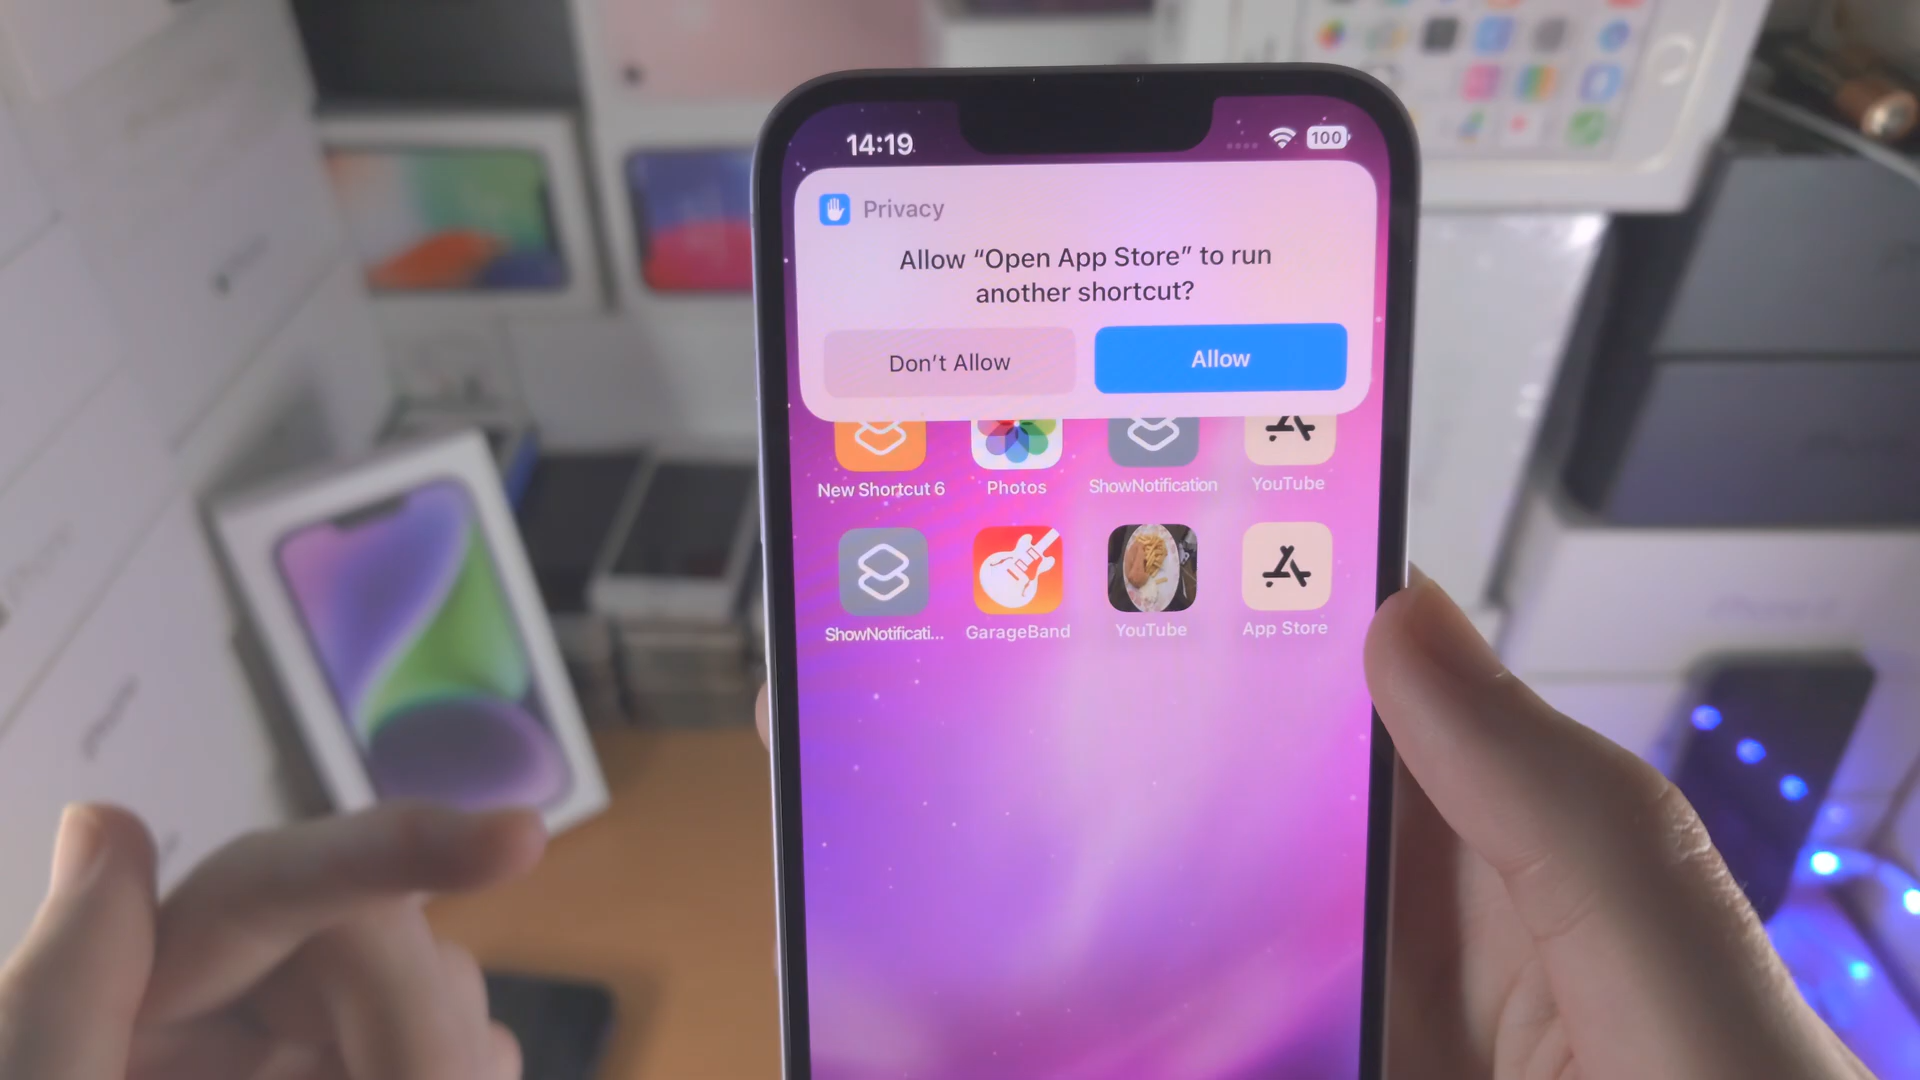 14:19
100
Privacy
Allow “Open App Store” to run
another shortcut?
Don’t Allow
Allow
New Shortcut 6
Photos
ShowNotification
YouTube
ShowNotificati...
GarageBand
YouTube
App Store